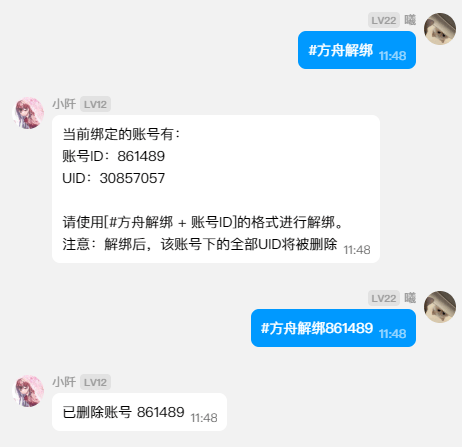 LV22 曦
#方舟解绑 11:48
小阡 LV12
当前绑定的账号有：
账号ID：861489
UID：30857057
请使用[#方舟解绑 + 账号ID]的格式进行解绑。
注意：解绑后，该账号下的全部UID将被删除 11:48
LV22 曦
#方舟解绑861489 11:48
小阡 LV12
已删除账号 861489 11:48